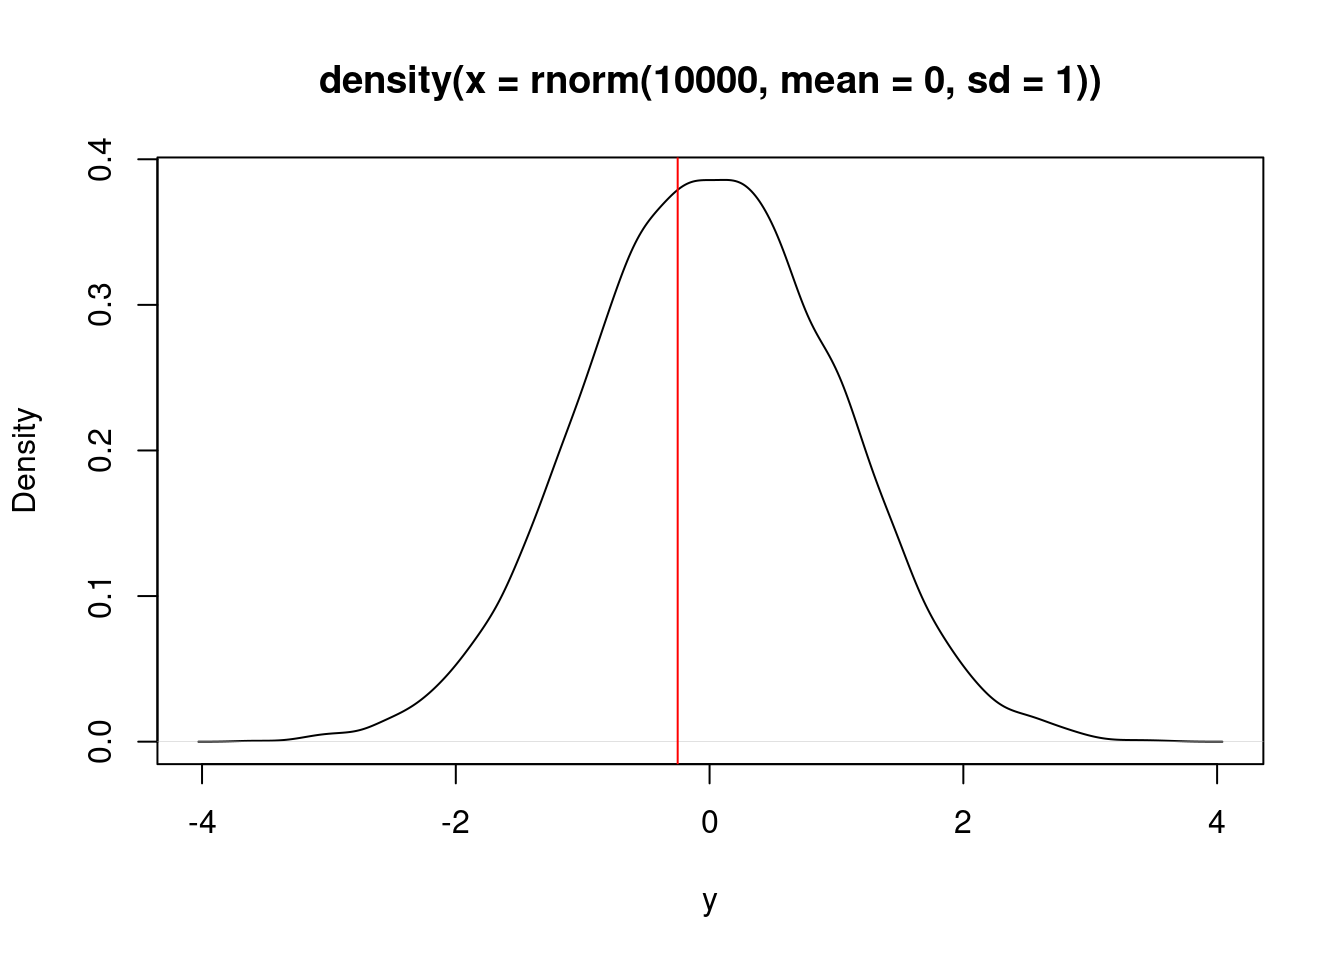 density(x = rnorm(10000, mean = 0, sd = 1))
0.4
0.3
0.2
0.1
0.0
Density
-4 -2 0 2 4
y